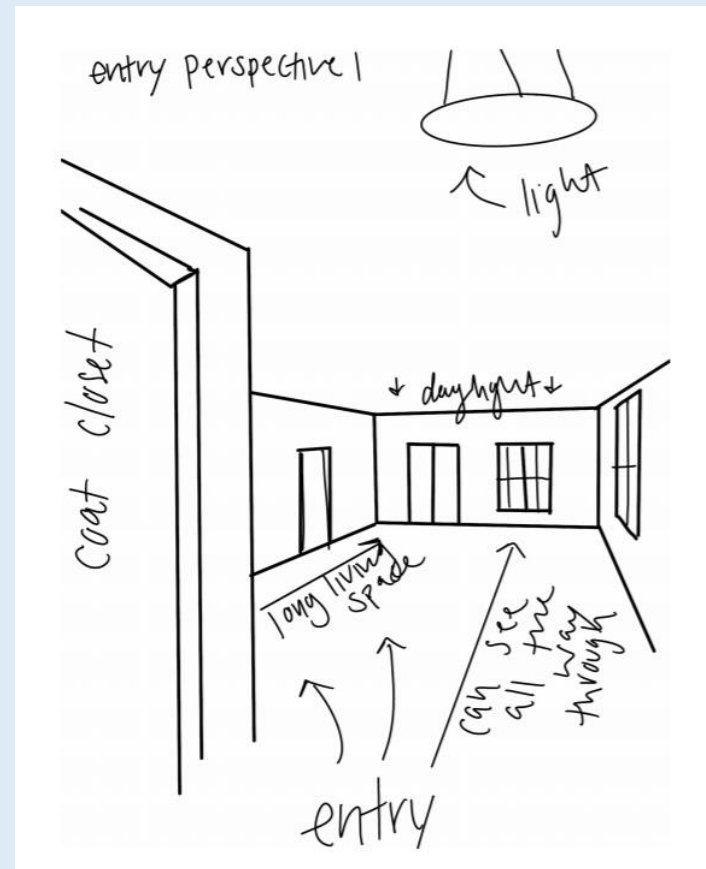 entry perspective 1
light
coat closet
↓ daylight ↓
long living
space
can see
all the
way
through
entry